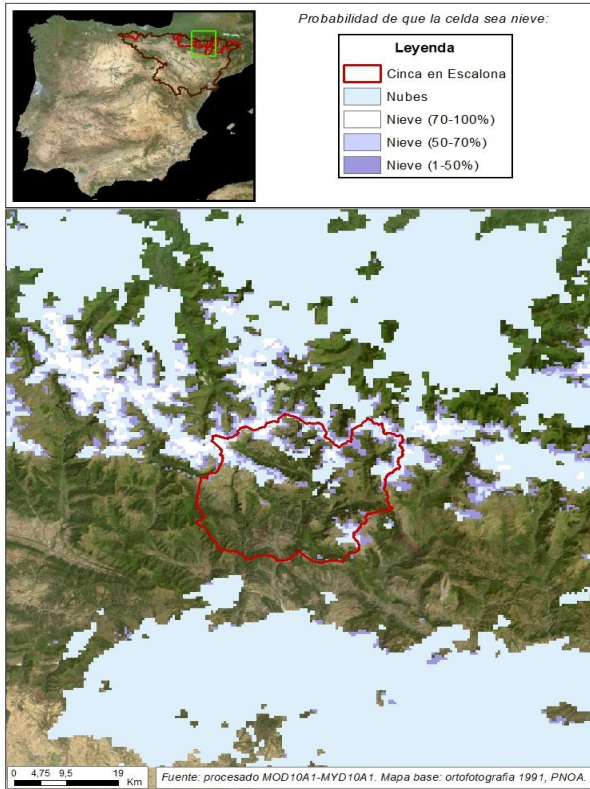 Probabilidad de que la celda sea nieve:
Leyenda
Cinca en Escalona
Nubes
Nieve (70-100%)
Nieve (50-70%)
Nieve (1-50%)
0 4,75 9,5 19
Km
Fuente: procesado MOD10A1-MYD10A1. Mapa base: ortofotografia 1991, PNOA.